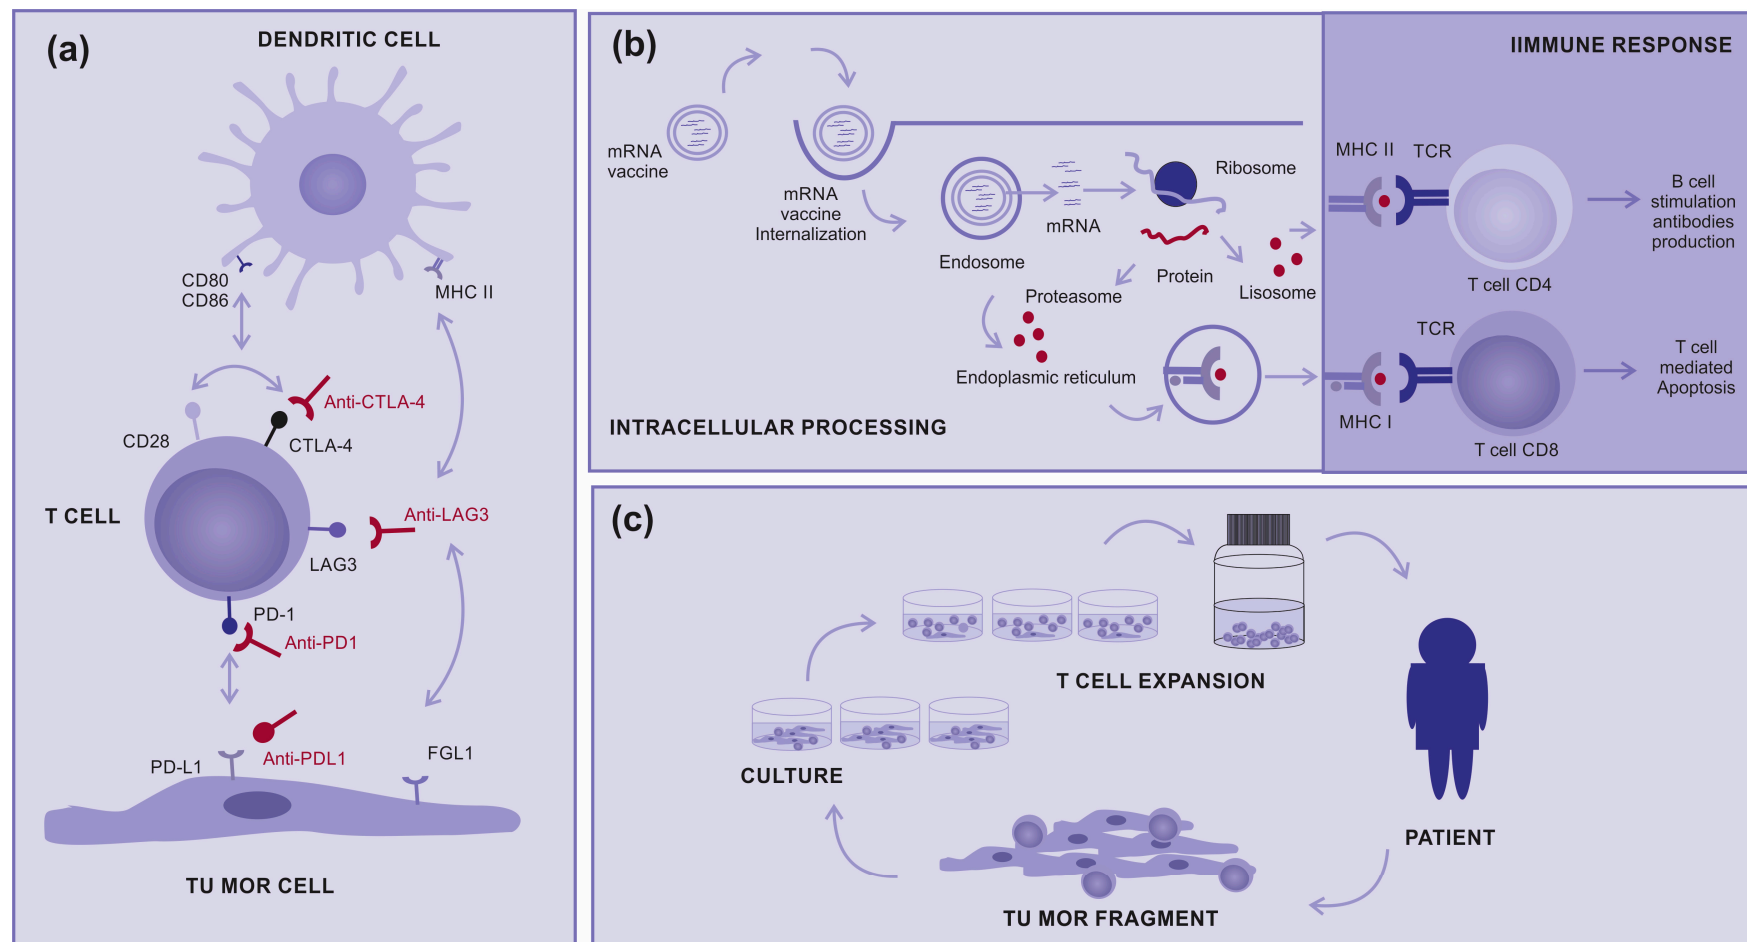 (a)
DENDRITIC CELL
CD80
CD86
MHC II
Anti-CTLA-4
CD28
CTLA-4
T CELL
Anti-LAG3
LAG3
PD-1
Anti-PD1
PD-L1
Anti-PDL1
FGL1
TU MOR CELL
(b)
mRNA
vaccine
mRNA
vaccine
Internalization
Endosome
mRNA
Ribosome
Protein
Proteasome
Lisosome
Endoplasmic reticulum
INTRACELLULAR PROCESSING
IIMMUNE RESPONSE
MHC II
TCR
T cell CD4
B cell
stimulation
antibodies
production
TCR
MHC I
T cell CD8
T cell
mediated
Apoptosis
(c)
T CELL EXPANSION
CULTURE
PATIENT
TU MOR FRAGMENT